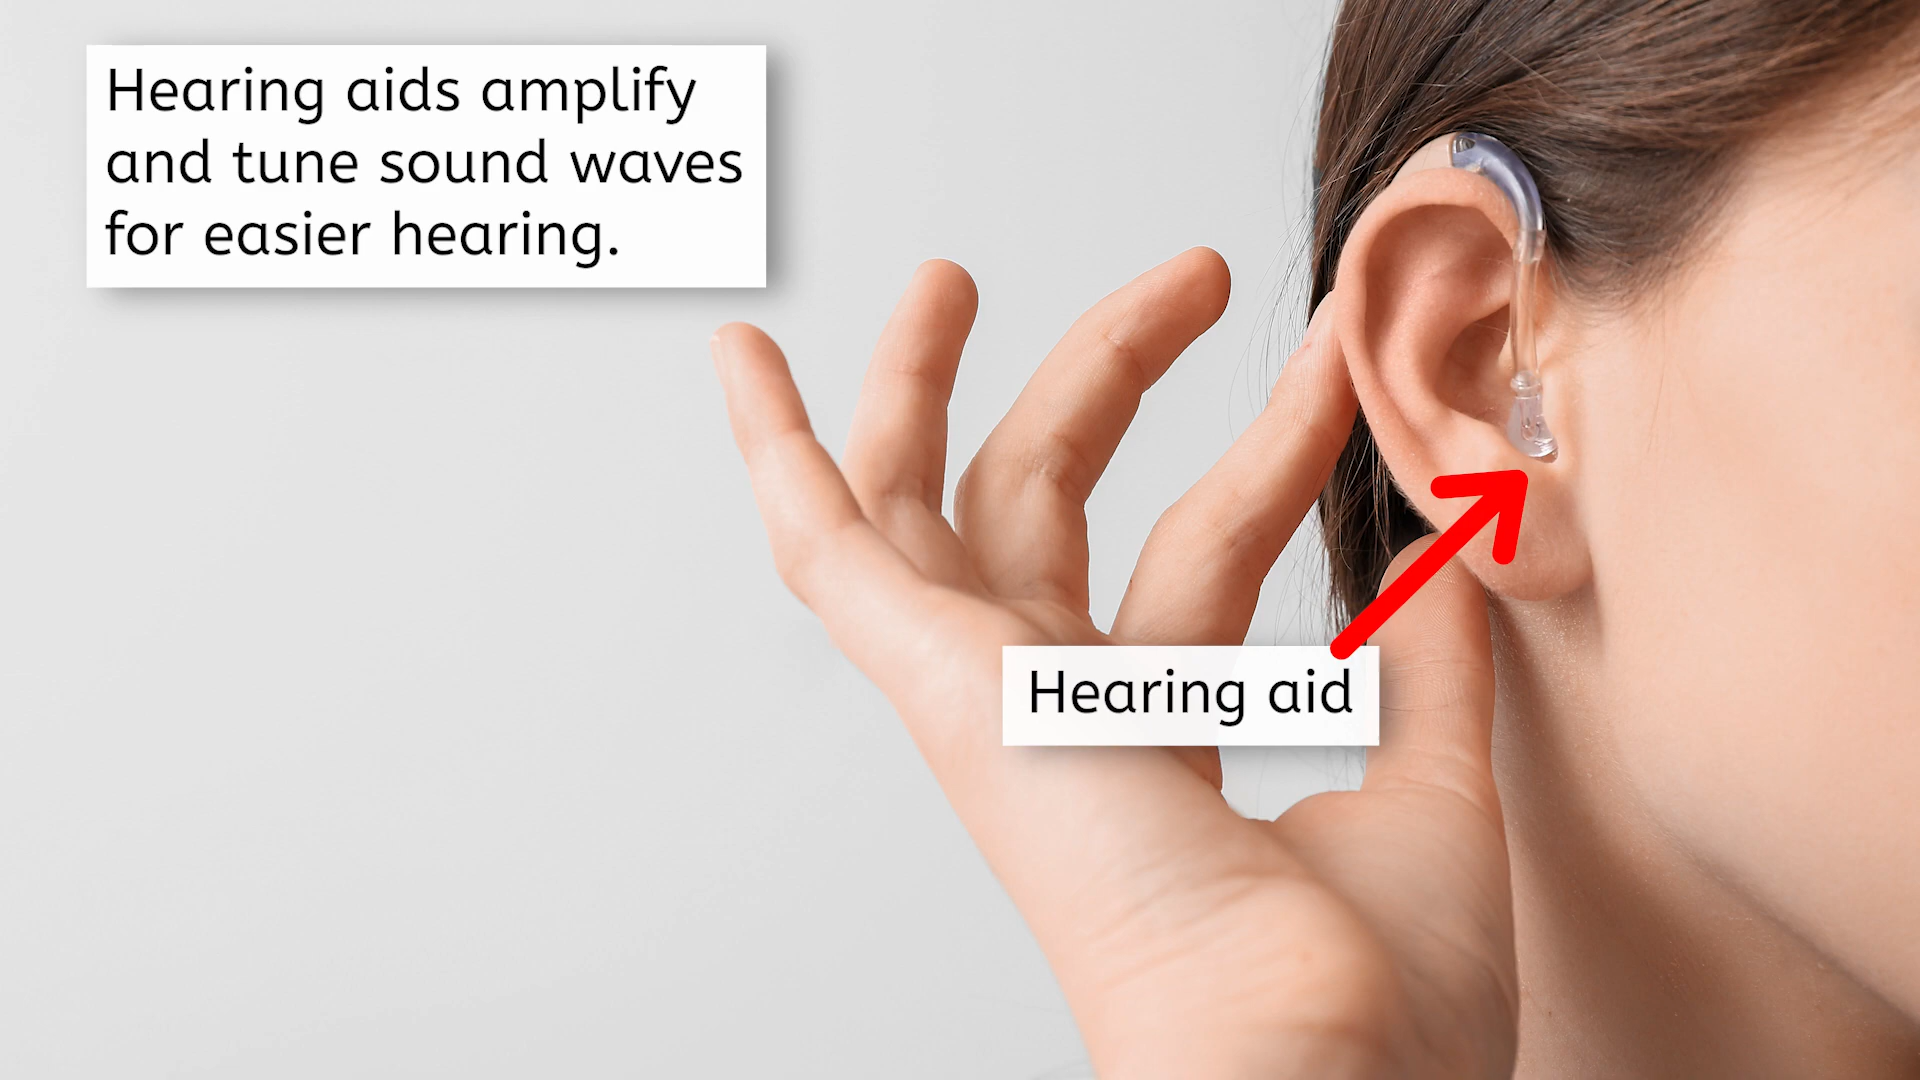 Hearing aids amplify
and tune sound waves
for easier hearing.
Hearing aid